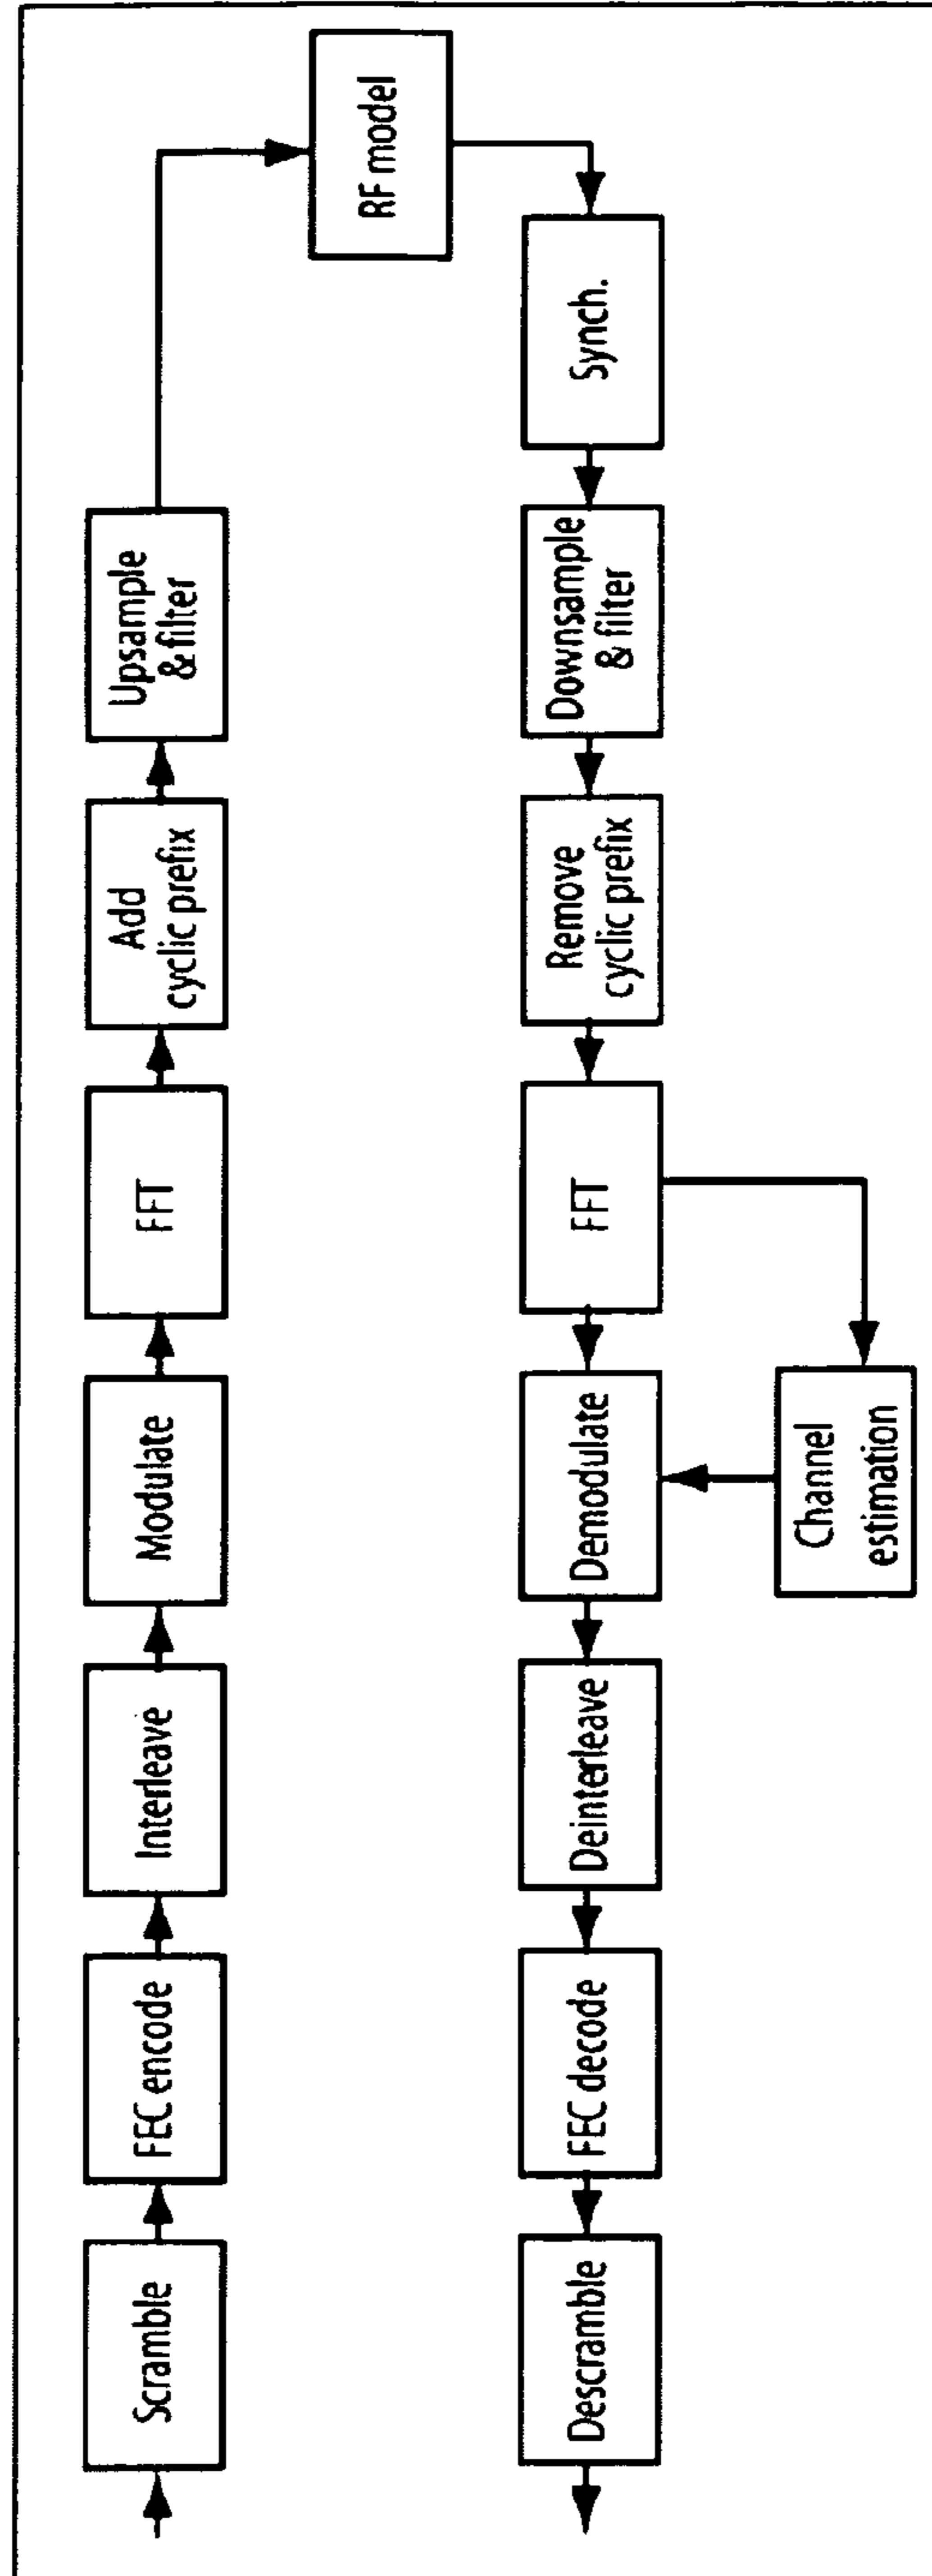 Scramble
FEC encode
Interleave
Modulate
FFT
Add
cyclic prefix
Upsample
& filter
RF model
Synch.
Downsample
& filter
Remove
cyclic prefix
FFT
Channel
estimation
Demodulate
Deinterleave
FEC decode
Descramble